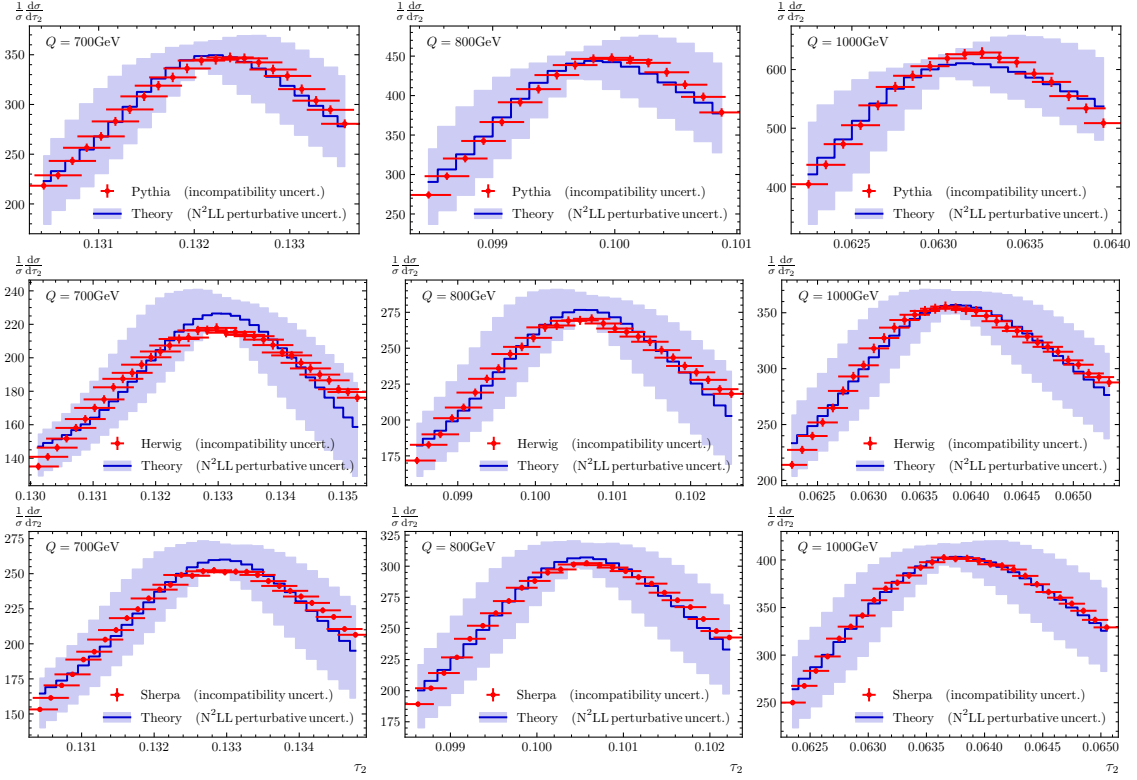 1/σ dσ/dτ₂
Q = 700GeV
350
300
250
200
Pythia (incompatibility uncert.)
Theory (N²LL perturbative uncert.)
0.131 0.132 0.133
1/σ dσ/dτ₂
Q = 800GeV
450
400
350
300
250
Pythia (incompatibility uncert.)
Theory (N²LL perturbative uncert.)
0.099 0.100 0.101
1/σ dσ/dτ₂
Q = 1000GeV
600
500
400
Pythia (incompatibility uncert.)
Theory (N²LL perturbative uncert.)
0.0625 0.0630 0.0635 0.0640
1/σ dσ/dτ₂
Q = 700GeV
240
220
200
180
160
140
Herwig (incompatibility uncert.)
Theory (N²LL perturbative uncert.)
0.130 0.131 0.132 0.133 0.134 0.135
1/σ dσ/dτ₂
Q = 800GeV
275
250
225
200
175
Herwig (incompatibility uncert.)
Theory (N²LL perturbative uncert.)
0.099 0.100 0.101 0.102
1/σ dσ/dτ₂
Q = 1000GeV
350
300
250
200
Herwig (incompatibility uncert.)
Theory (N²LL perturbative uncert.)
0.0625 0.0630 0.0635 0.0640 0.0645 0.0650
1/σ dσ/dτ₂
Q = 700GeV
275
250
225
200
175
150
Sherpa (incompatibility uncert.)
Theory (N²LL perturbative uncert.)
0.131 0.132 0.133 0.134
τ₂
1/σ dσ/dτ₂
Q = 800GeV
325
300
275
250
225
200
175
Sherpa (incompatibility uncert.)
Theory (N²LL perturbative uncert.)
0.099 0.100 0.101 0.102
τ₂
1/σ dσ/dτ₂
Q = 1000GeV
400
350
300
250
Sherpa (incompatibility uncert.)
Theory (N²LL perturbative uncert.)
0.0625 0.0630 0.0635 0.0640 0.0645 0.0650
τ₂